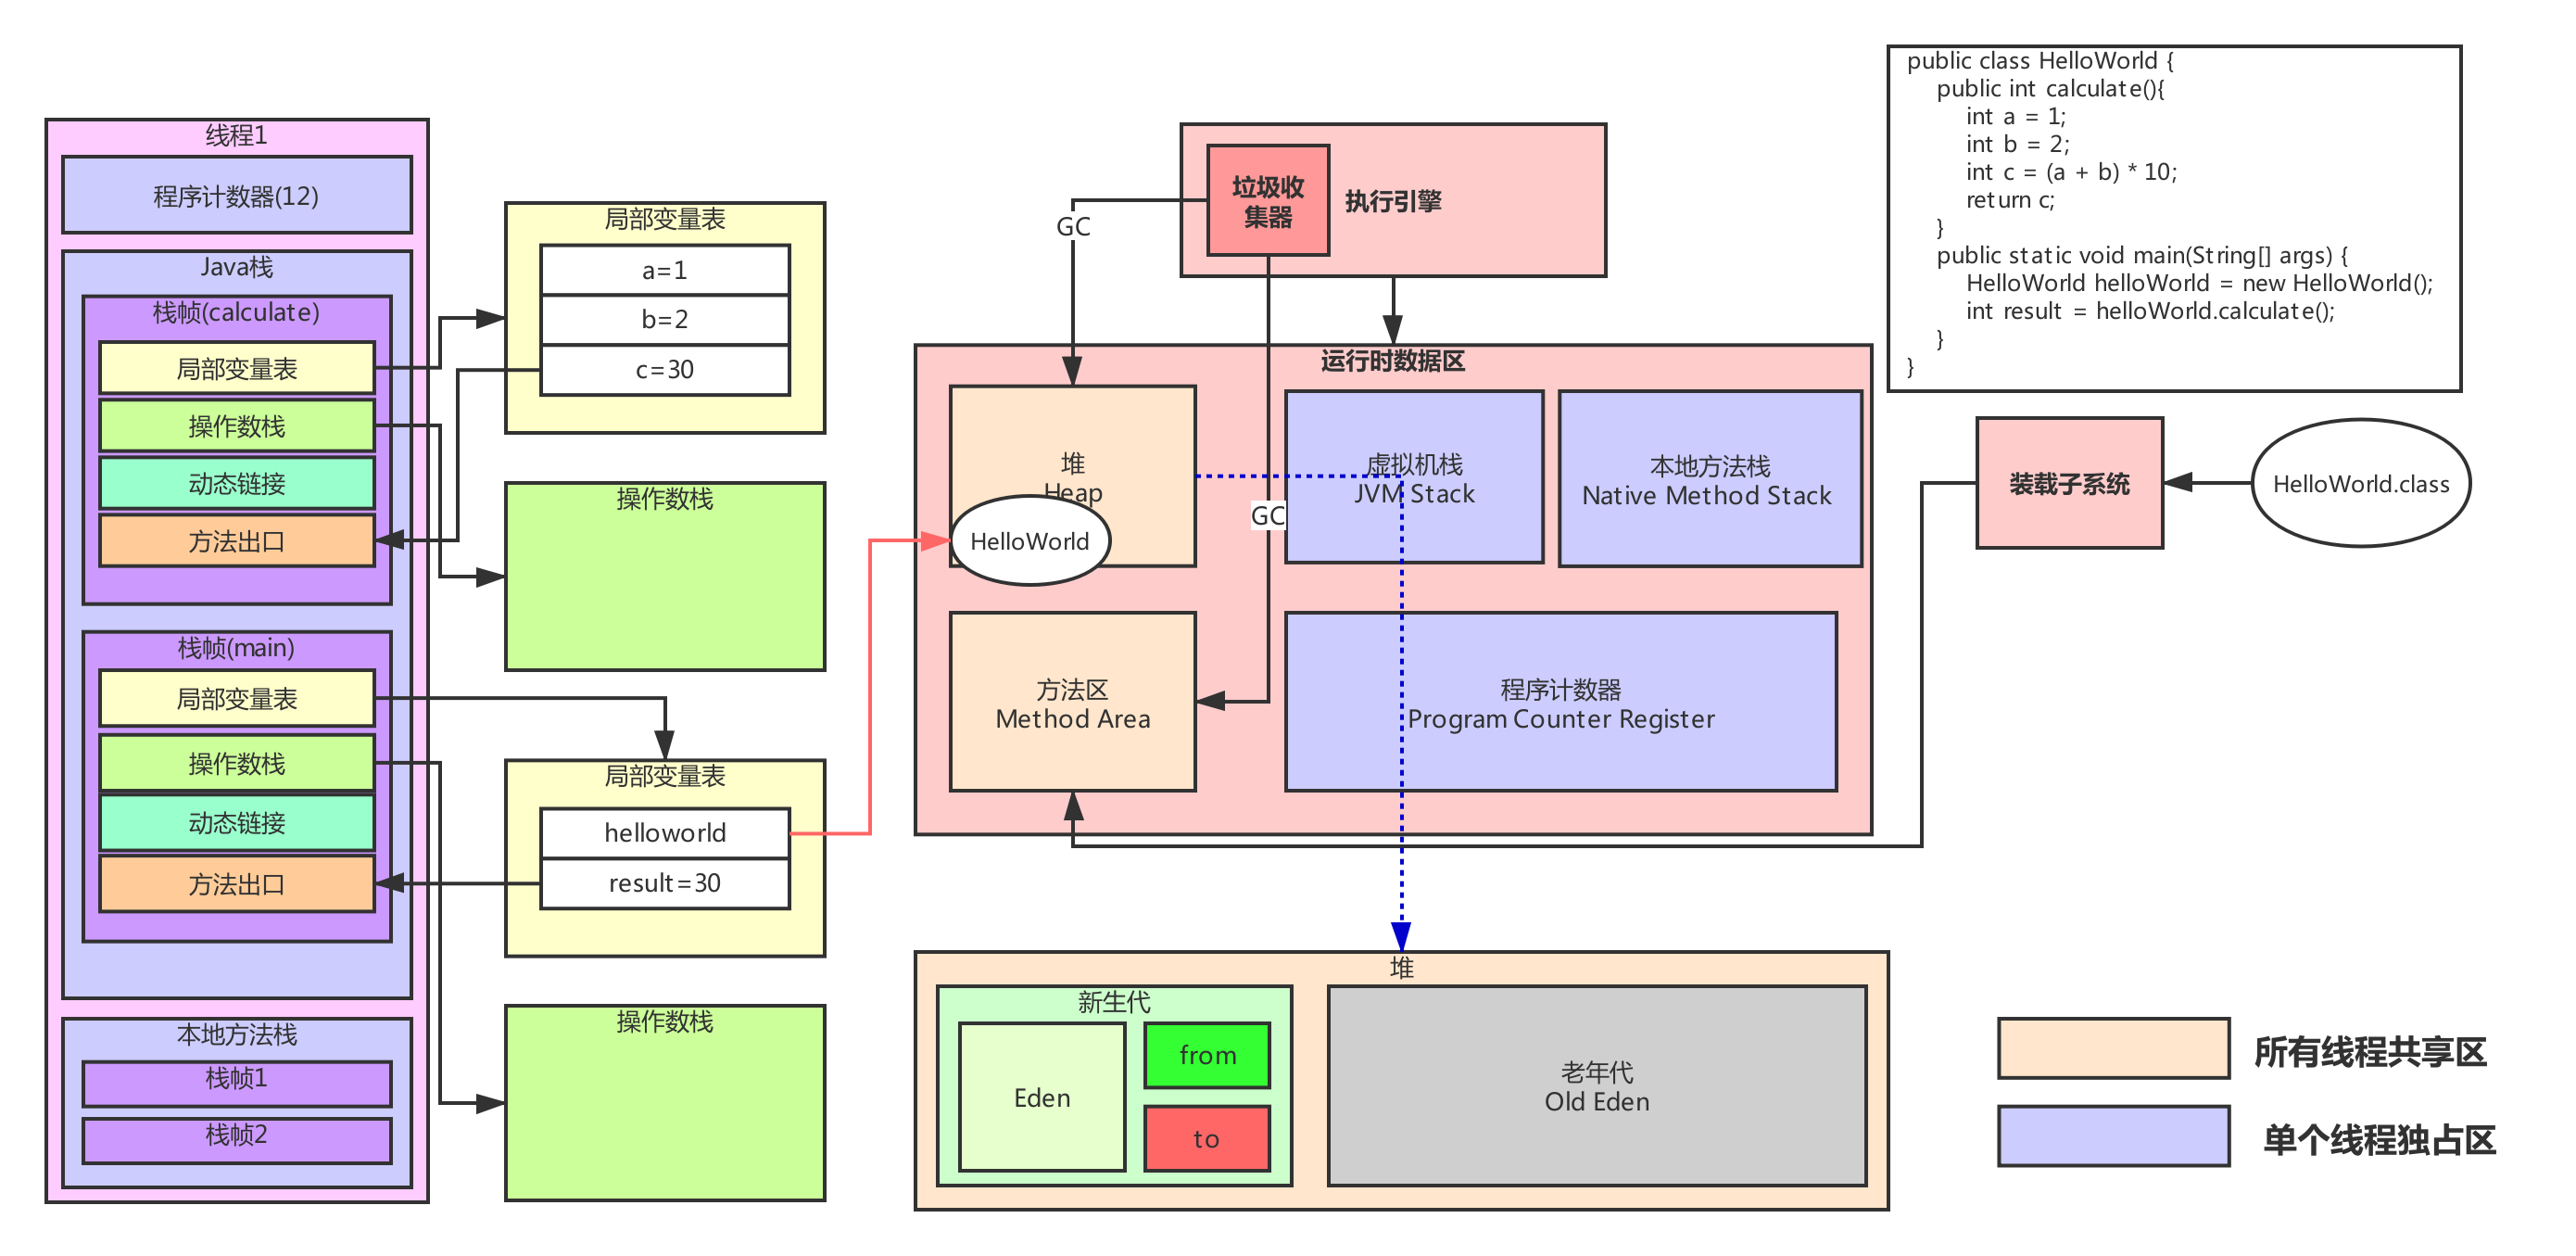 线程1
程序计数器(12)
Java栈
栈帧(calculate)
局部变量表
操作数栈
动态链接
方法出口
栈帧(main)
局部变量表
操作数栈
动态链接
方法出口
本地方法栈
栈帧1
栈帧2
局部变量表
a=1
b=2
c=30
操作数栈
局部变量表
helloworld
result=30
操作数栈
垃圾收
集器
执行引擎
GC
GC
运行时数据区
堆
Heap
HelloWorld
虚拟机栈
JVM Stack
本地方法栈
Native Method Stack
方法区
Method Area
程序计数器
Program Counter Register
堆
新生代
Eden
from
to
老年代
Old Eden
public class HelloWorld {
public int calculate(){
int a = 1;
int b = 2;
int c = (a + b) * 10;
return c;
}
public static void main(String[] args) {
HelloWorld helloWorld = new HelloWorld();
int result = helloWorld.calculate();
}
}
装载子系统
HelloWorld.class
所有线程共享区
单个线程独占区